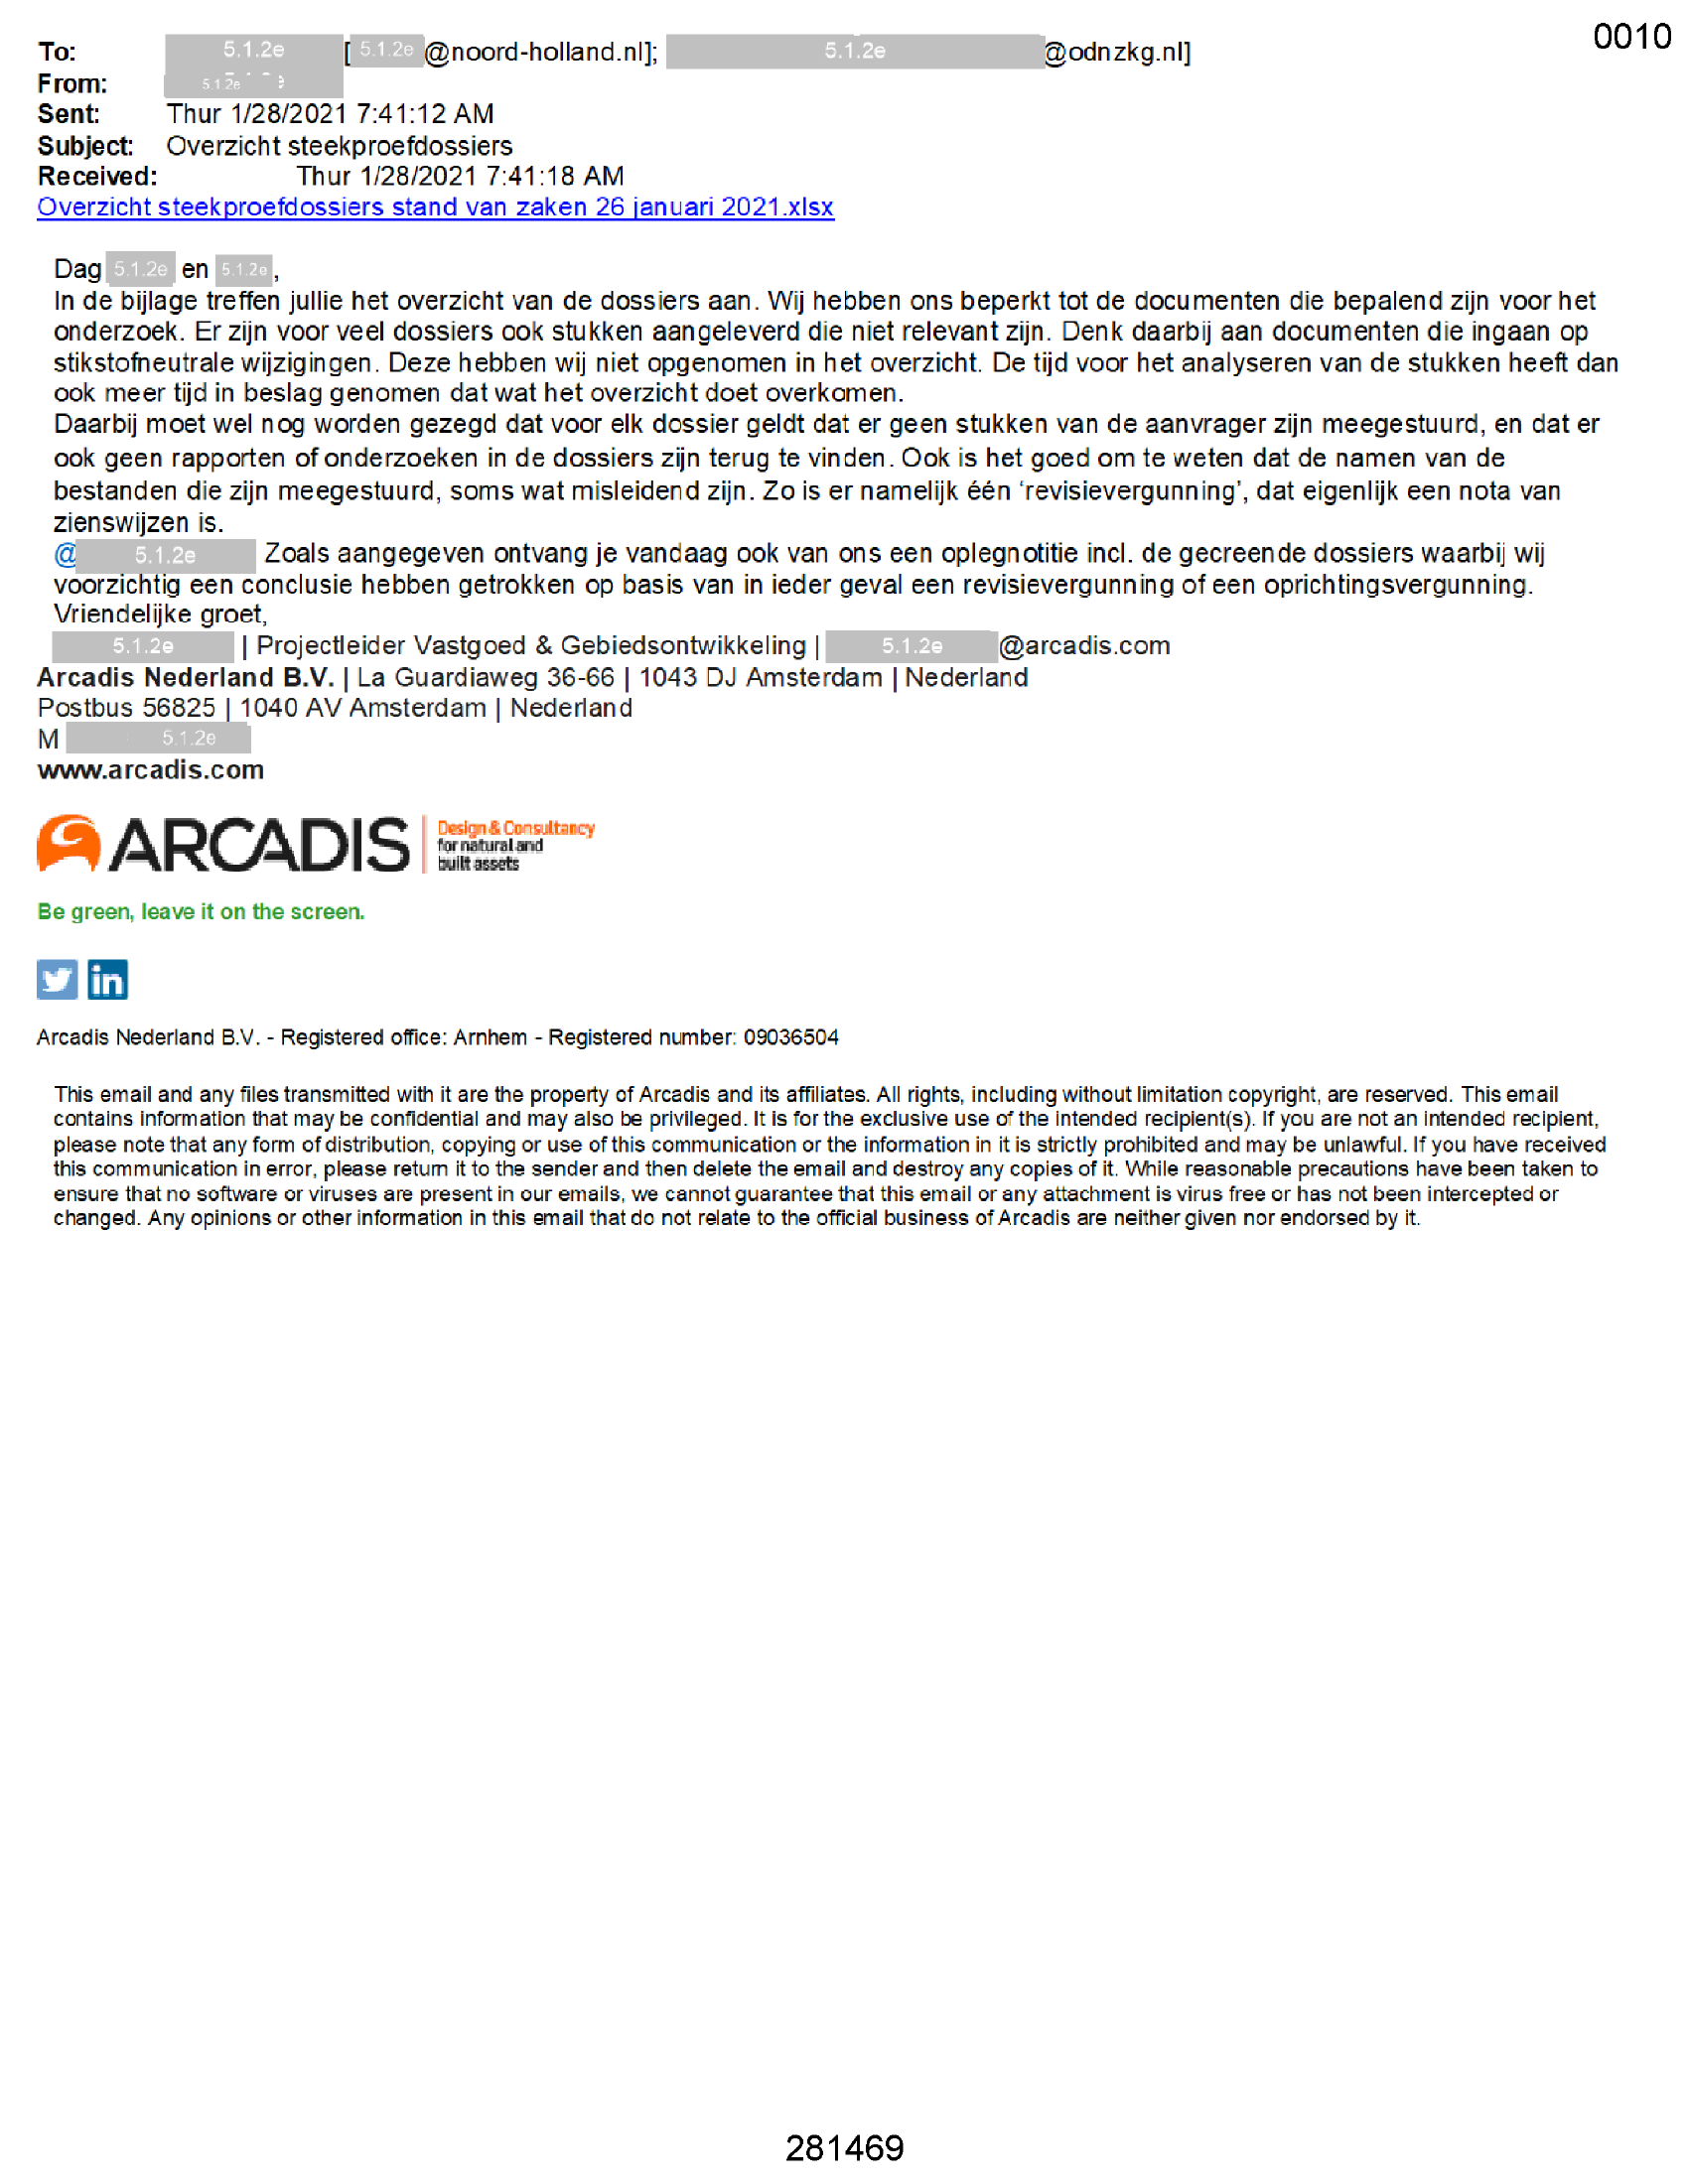 0010
To: 5.1.2e [ 5.1.2e @noord-holland.nl]; 5.1.2e @odnzkg.nl]
From: 5.1.2e
Sent: Thur 1/28/2021 7:41:12 AM
Subject: Overzicht steekproefdossiers
Received: Thur 1/28/2021 7:41:18 AM
Overzicht steekproefdossiers stand van zaken 26 januari 2021.xlsx
Dag 5.1.2e en 5.1.2e ,
In de bijlage treffen jullie het overzicht van de dossiers aan. Wij hebben ons beperkt tot de documenten die bepalend zijn voor het
onderzoek. Er zijn voor veel dossiers ook stukken aangeleverd die niet relevant zijn. Denk daarbij aan documenten die ingaan op
stikstofneutrale wijzigingen. Deze hebben wij niet opgenomen in het overzicht. De tijd voor het analyseren van de stukken heeft dan
ook meer tijd in beslag genomen dat wat het overzicht doet overkomen.
Daarbij moet wel nog worden gezegd dat voor elk dossier geldt dat er geen stukken van de aanvrager zijn meegestuurd, en dat er
ook geen rapporten of onderzoeken in de dossiers zijn terug te vinden. Ook is het goed om te weten dat de namen van de
bestanden die zijn meegestuurd, soms wat misleidend zijn. Zo is er namelijk één ‘revisievergunning’, dat eigenlijk een nota van
zienswijzen is.
@ 5.1.2e Zoals aangegeven ontvang je vandaag ook van ons een oplegnotitie incl. de gecreende dossiers waarbij wij
voorzichtig een conclusie hebben getrokken op basis van in ieder geval een revisievergunning of een oprichtingsvergunning.
Vriendelijke groet,
5.1.2e | Projectleider Vastgoed & Gebiedsontwikkeling | 5.1.2e @arcadis.com
Arcadis Nederland B.V. | La Guardiaweg 36-66 | 1043 DJ Amsterdam | Nederland
Postbus 56825 | 1040 AV Amsterdam | Nederland
M 5.1.2e
www.arcadis.com
ARCADIS Design & Consultancy
for natural and
built assets
Be green, leave it on the screen.
in
Arcadis Nederland B.V. - Registered office: Arnhem - Registered number: 09036504
This email and any files transmitted with it are the property of Arcadis and its affiliates. All rights, including without limitation copyright, are reserved. This email
contains information that may be confidential and may also be privileged. It is for the exclusive use of the intended recipient(s). If you are not an intended recipient,
please note that any form of distribution, copying or use of this communication or the information in it is strictly prohibited and may be unlawful. If you have received
this communication in error, please return it to the sender and then delete the email and destroy any copies of it. While reasonable precautions have been taken to
ensure that no software or viruses are present in our emails, we cannot guarantee that this email or any attachment is virus free or has not been intercepted or
changed. Any opinions or other information in this email that do not relate to the official business of Arcadis are neither given nor endorsed by it.
281469